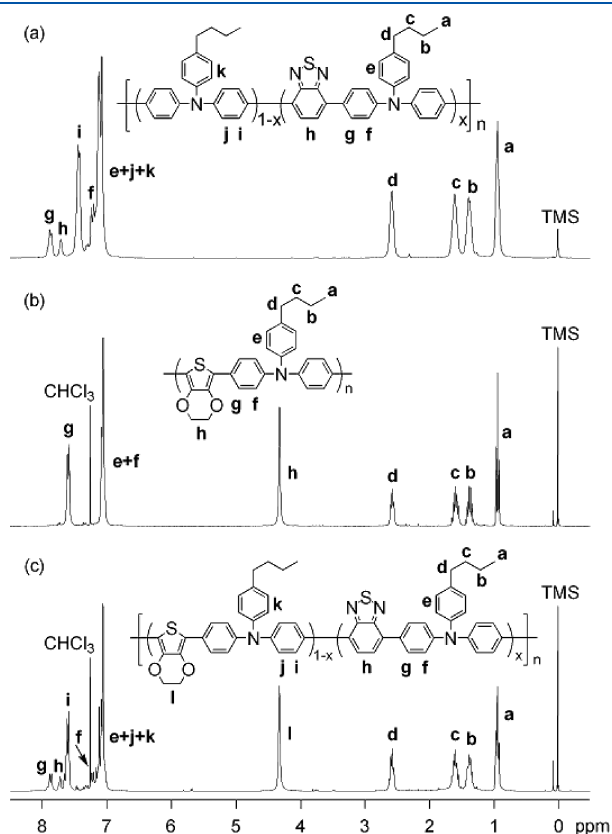 (a)
a
c
d
b
k
e
N
S
N
N
N
1-x
x
n
j i
h
g f
i
e+j+k
f
g
h
d
c
b
a
TMS
(b)
c
a
d
b
e
S
N
n
O
O
g f
h
CHCl3
g
e+f
h
d
c
b
a
TMS
(c)
c
a
d
b
k
e
N
S
N
S
N
N
1-x
x
n
O
O
j i
h
g f
l
CHCl3
i
f
e+j+k
g
h
l
d
c
b
a
TMS
8 7 6 5 4 3 2 1 0 ppm